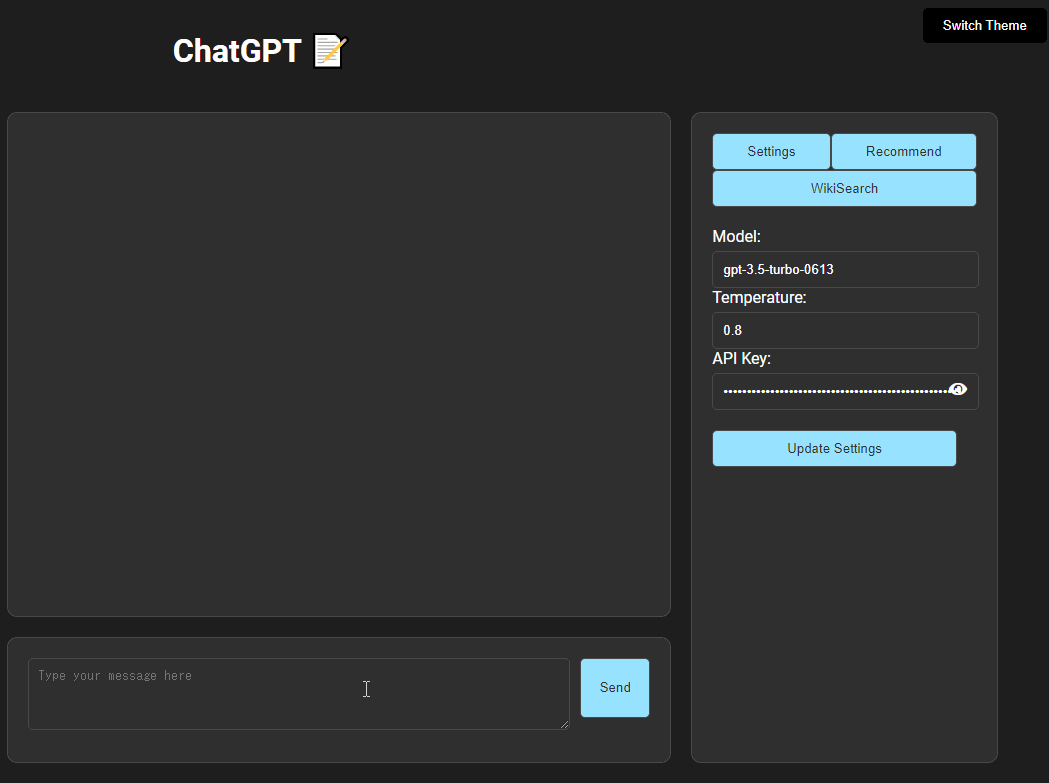 Switch Theme
ChatGPT 📝
Settings
Recommend
WikiSearch
Model:
gpt-3.5-turbo-0613
Temperature:
0.8
API Key:
Update Settings
Type your message here
Send